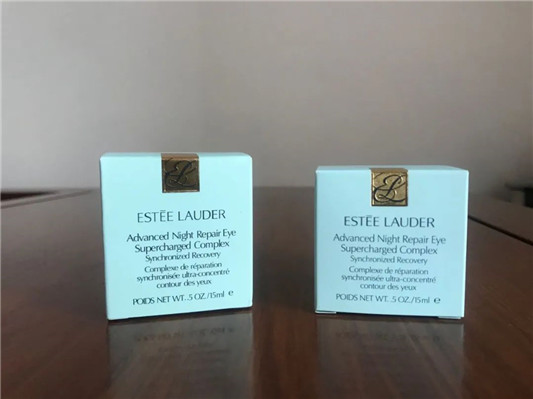 ESTĒE LAUDER
Advanced Night Repair Eye
Supercharged Complex
Synchronized Recovery
Complexe de réparation
synchronisée ultra-concentré
contour des yeux
POIDS NET WT. .5 OZ./15ml ℮
ESTĒE LAUDER
Advanced Night Repair Eye
Supercharged Complex
Synchronized Recovery
Complexe de réparation
synchronisée ultra-concentré
contour des yeux
POIDS NET WT. .5 OZ./15ml ℮